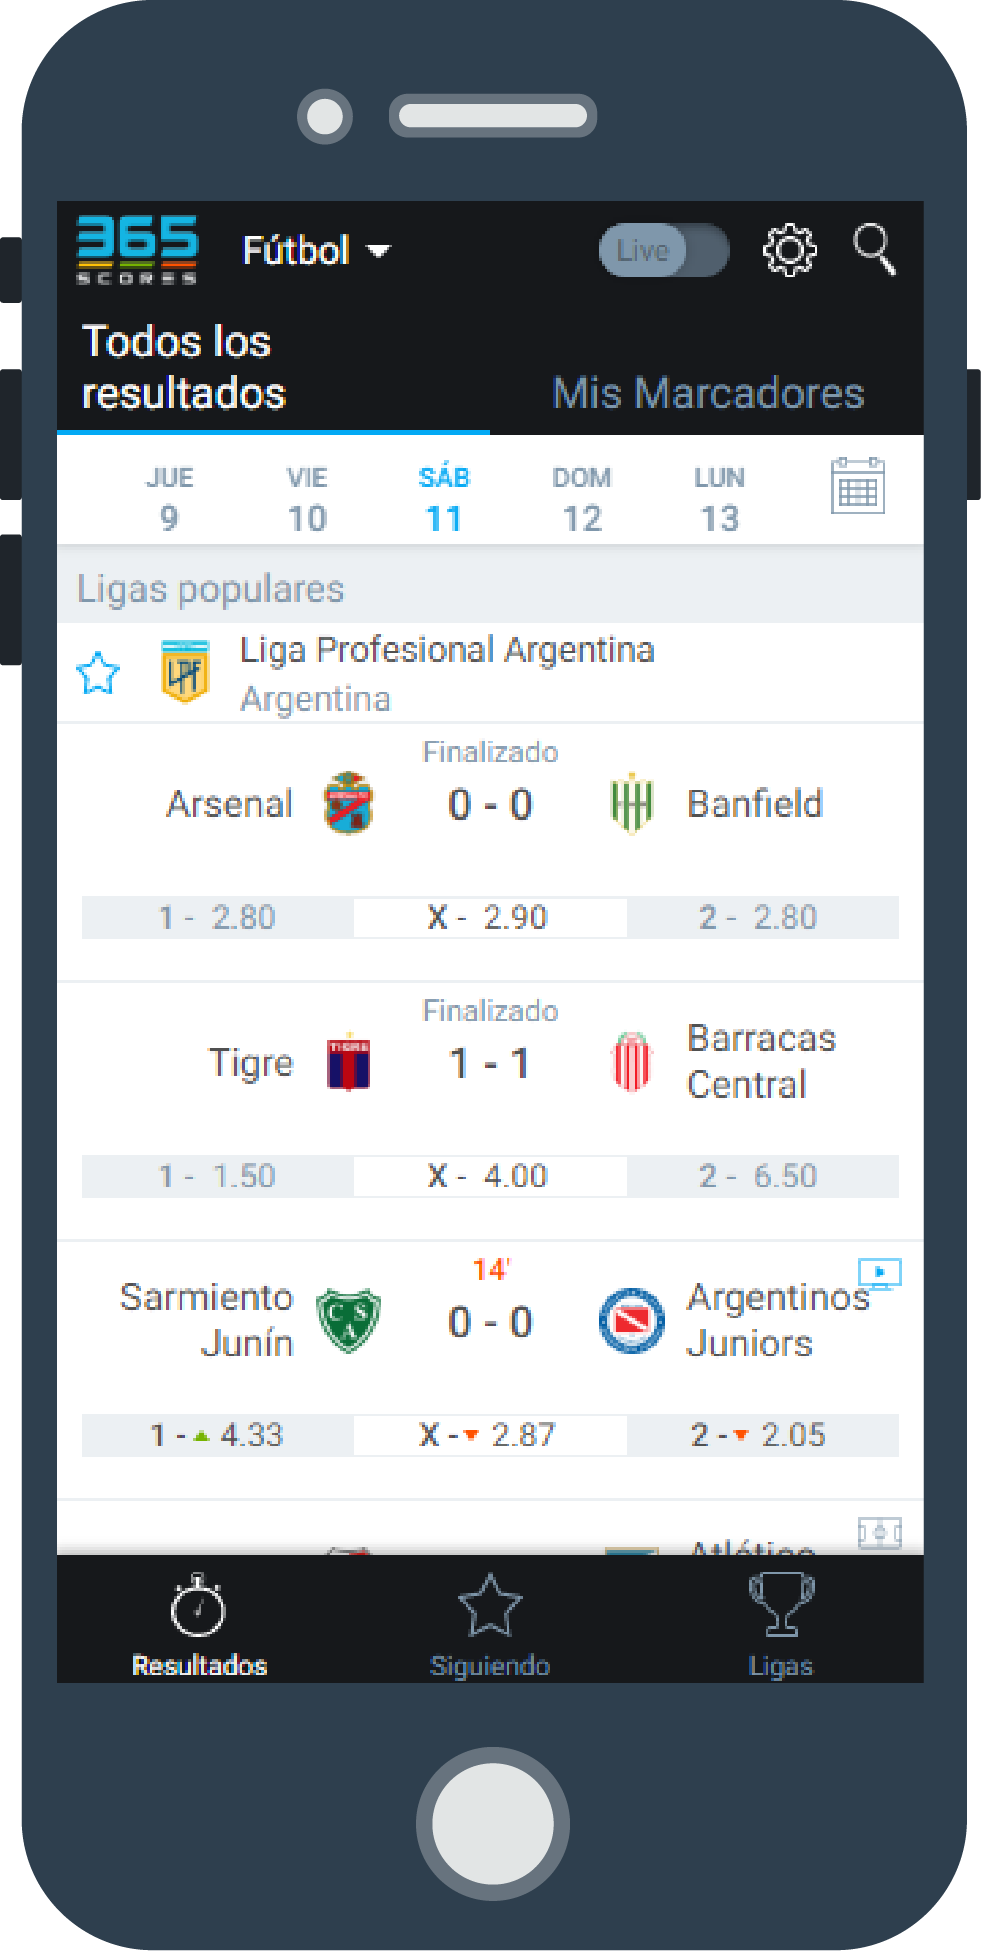 365
SCORES
Fútbol
Live
Todos los
resultados
Mis Marcadores
JUE VIE SÁB DOM LUN
9 10 11 12 13
Ligas populares
LPF
Liga Profesional Argentina
Argentina
Finalizado
Arsenal 0 - 0 Banfield
1 - 2.80 X - 2.90 2 - 2.80
Finalizado
TIGRE
Tigre 1 - 1 Barracas
Central
1 - 1.50 X - 4.00 2 - 6.50
14'
Sarmiento
Junín
C S
A
0 - 0
Argentinos
Juniors
1 - 4.33 X - 2.87 2 - 2.05
Atlético
Resultados Siguiendo Ligas